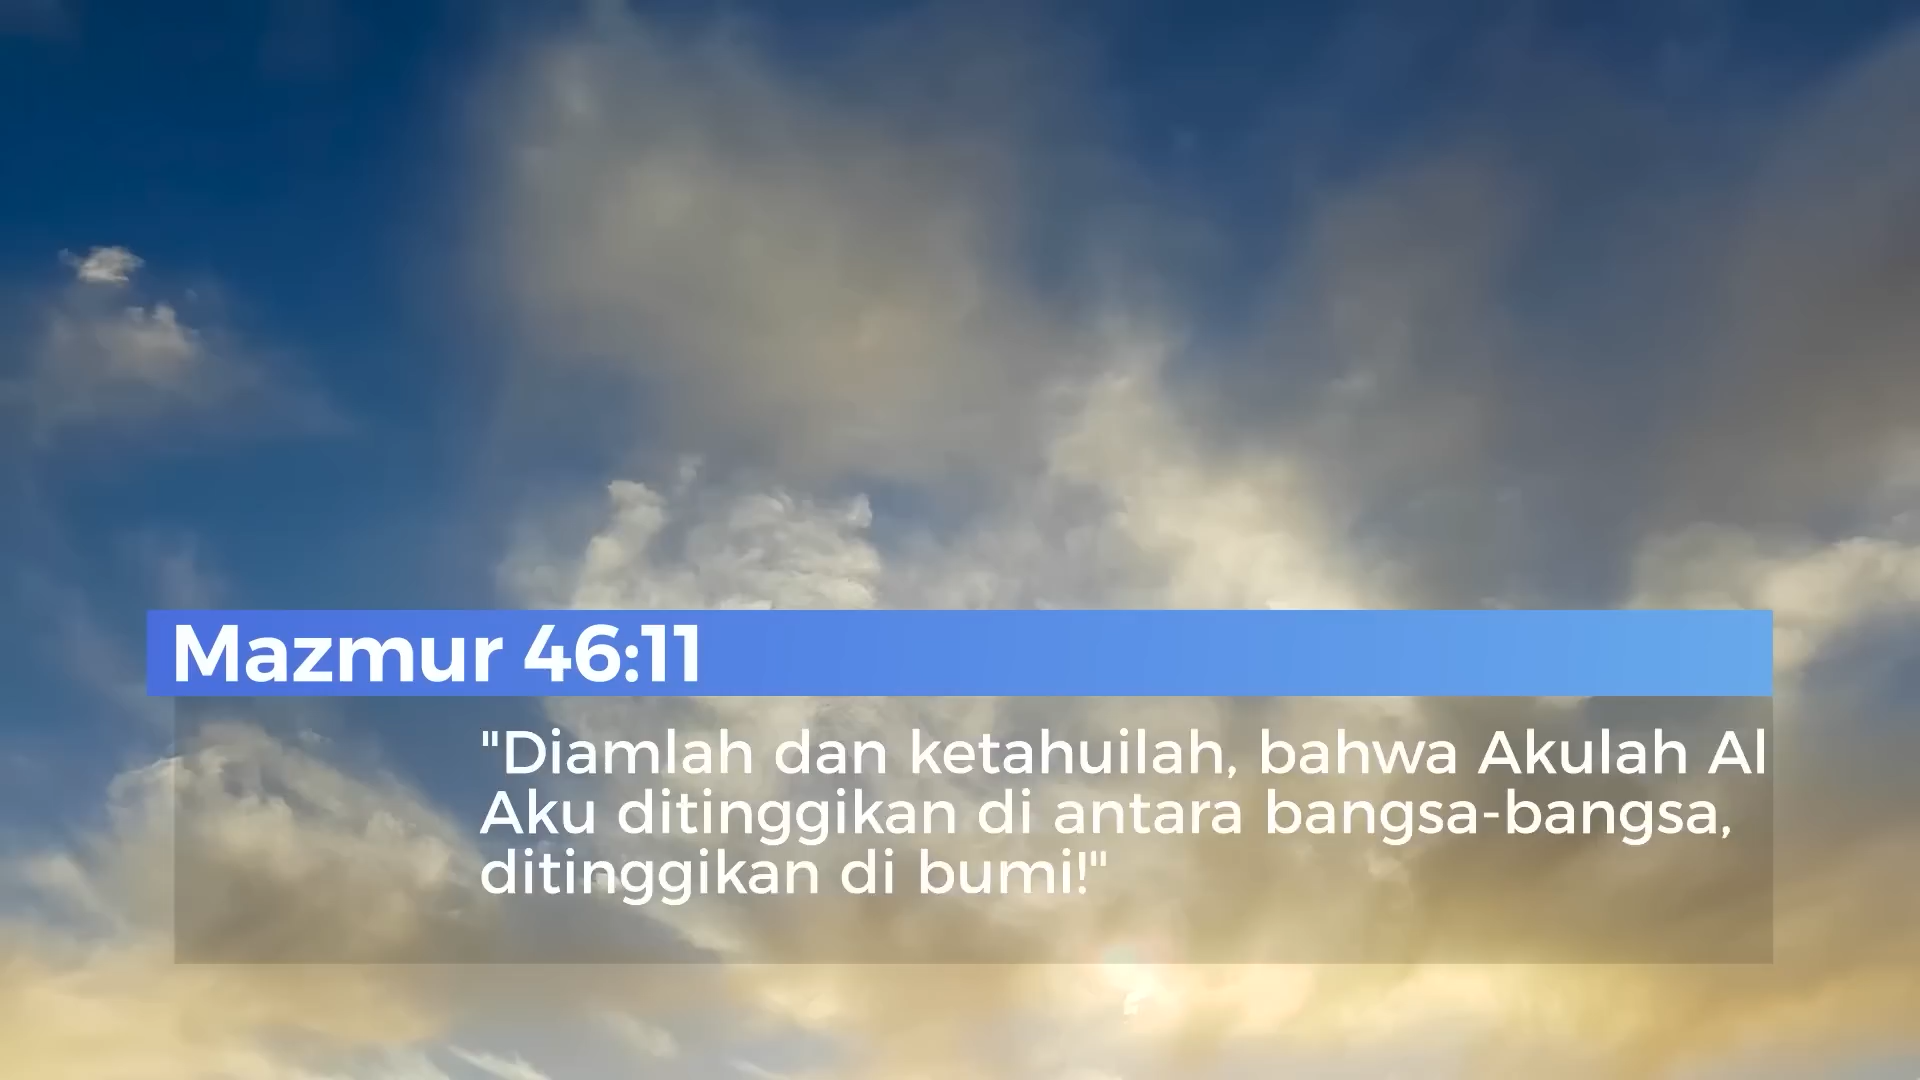 Mazmur 46:11
"Diamlah dan ketahuilah, bahwa Akulah Al
Aku ditinggikan di antara bangsa-bangsa,
ditinggikan di bumi!"